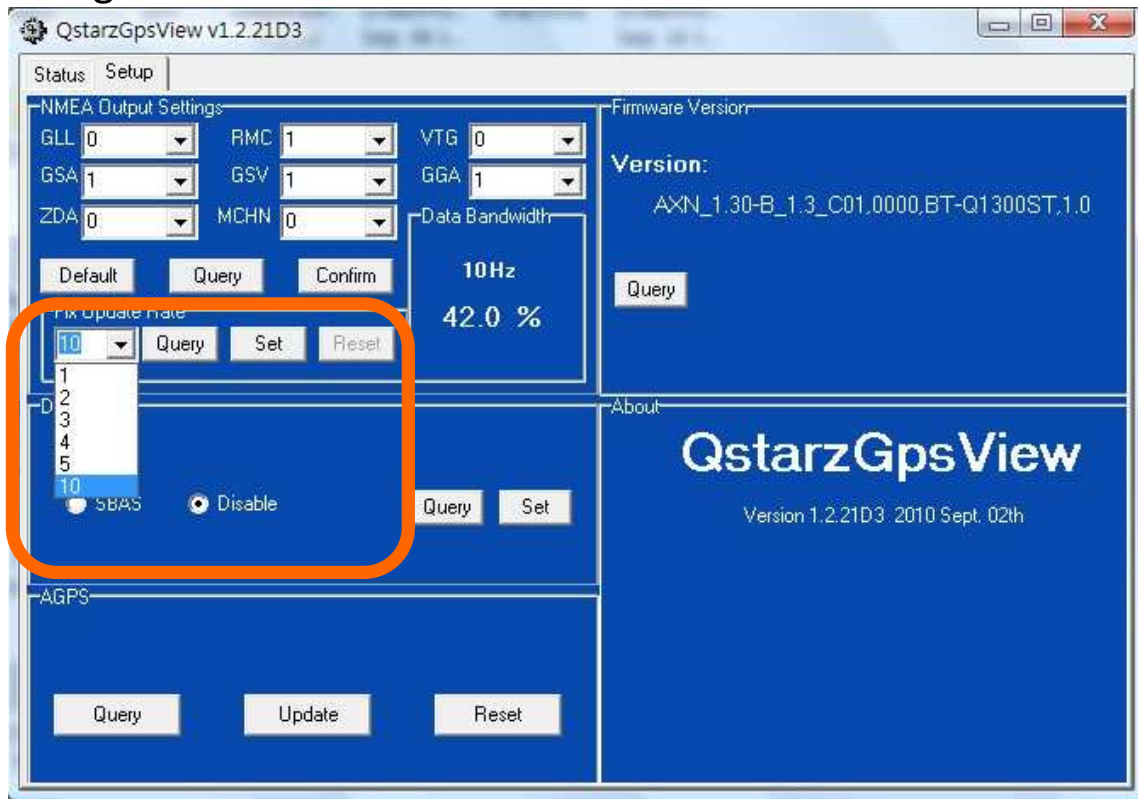 QstarzGpsView v1.2.21D3
Status Setup
NMEA Output Settings
GLL 0 RMC 1 VTG 0
GSA 1 GSV 1 GGA 1
ZDA 0 MCHN 0
Default Query Confirm
Data Bandwidth
10Hz
42.0 %
Fix Update Rate
10 Query Set Reset
1
2
3
4
5
10
D
SBAS Disable Query Set
AGPS
Query Update Reset
Firmware Version
Version:
AXN_1.30-B_1.3_C01,0000,BT-Q1300ST,1.0
Query
About
QstarzGpsView
Version 1.2.21D3 2010 Sept. 02th